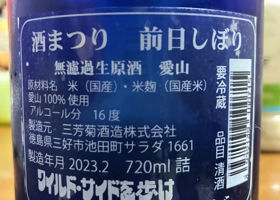 酒まつり 前日しぼり
無濾過生原酒 愛山
原材料名 米（国産）・米麹（国産米）
愛山100％使用
アルコール分 16度
製造元 三芳菊酒造株式会社
徳島県三好市池田町サラダ1661
製造年月 2023.2 720ml詰
ワイルド・サイドを歩け
要冷蔵
品目 清酒